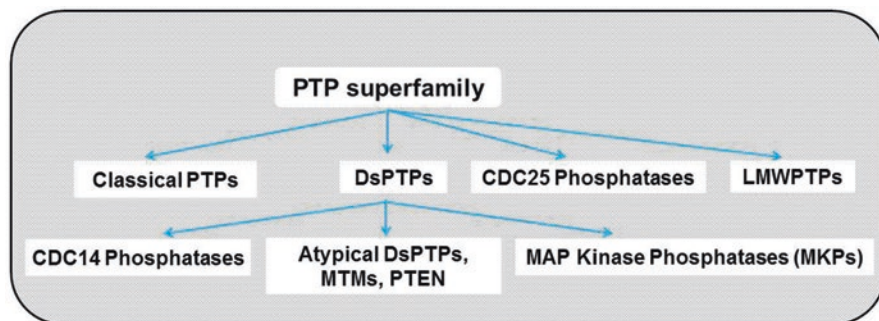 PTP superfamily
Classical PTPs
DsPTPs
CDC25 Phosphatases
LMWPTPs
CDC14 Phosphatases
Atypical DsPTPs,
MTMs, PTEN
MAP Kinase Phosphatases (MKPs)